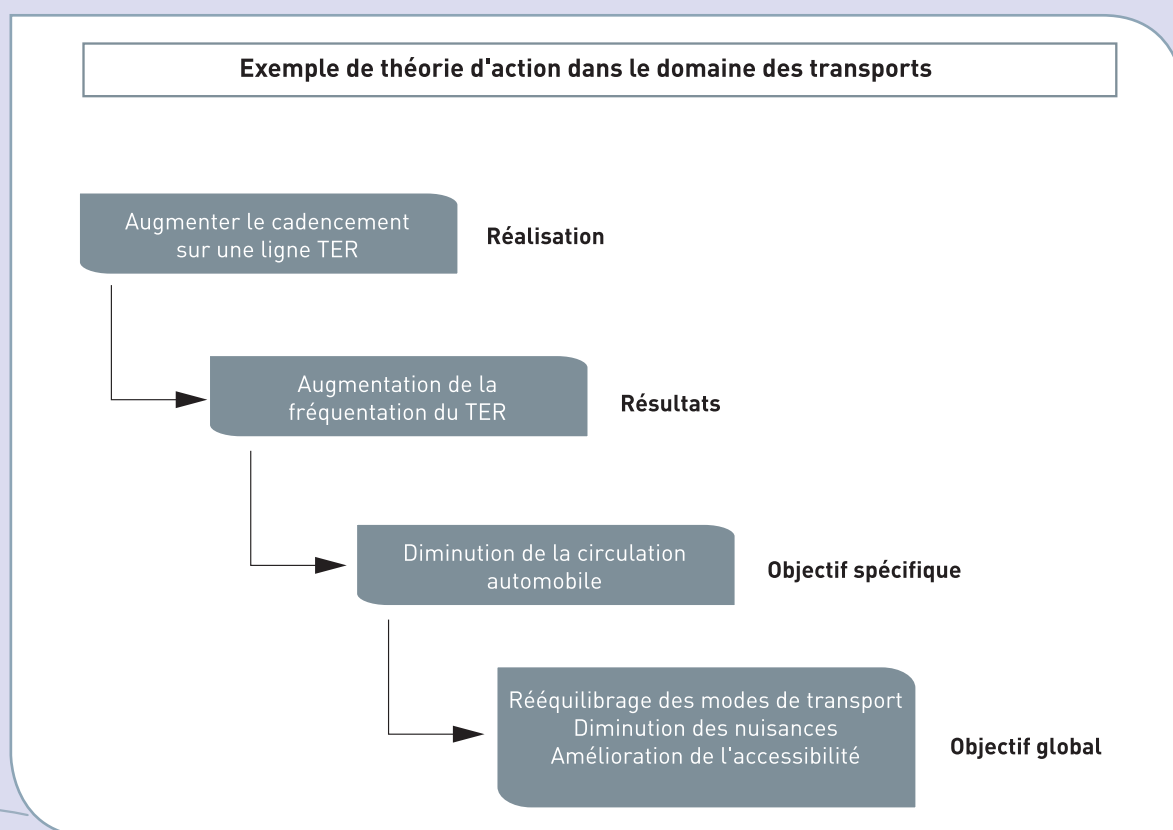 Exemple de théorie d'action dans le domaine des transports
Augmenter le cadencement
sur une ligne TER
Réalisation
Augmentation de la
fréquentation du TER
Résultats
Diminution de la circulation
automobile
Objectif spécifique
Rééquilibrage des modes de transport
Diminution des nuisances
Amélioration de l'accessibilité
Objectif global